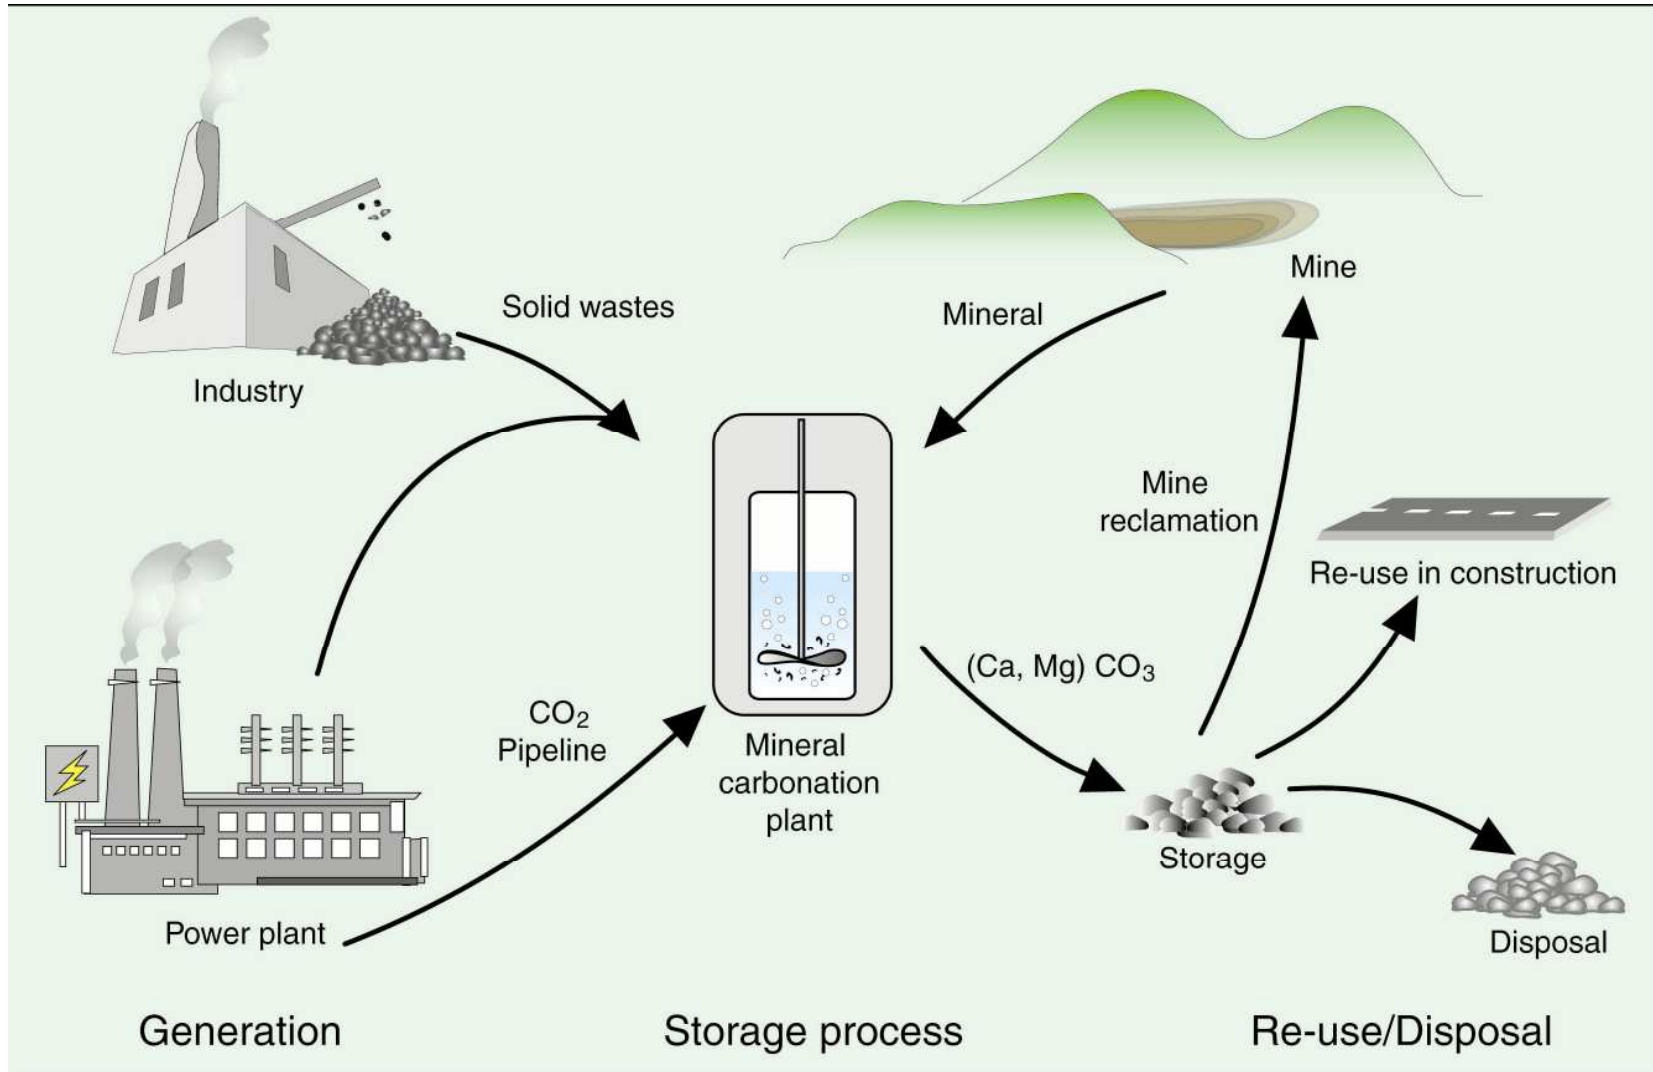 Solid wastes
Industry
Mineral
Mine
Mine
reclamation
Re-use in construction
CO₂
Pipeline
(Ca, Mg) CO₃
Mineral
carbonation
plant
Storage
Power plant
Disposal
Generation
Storage process
Re-use/Disposal